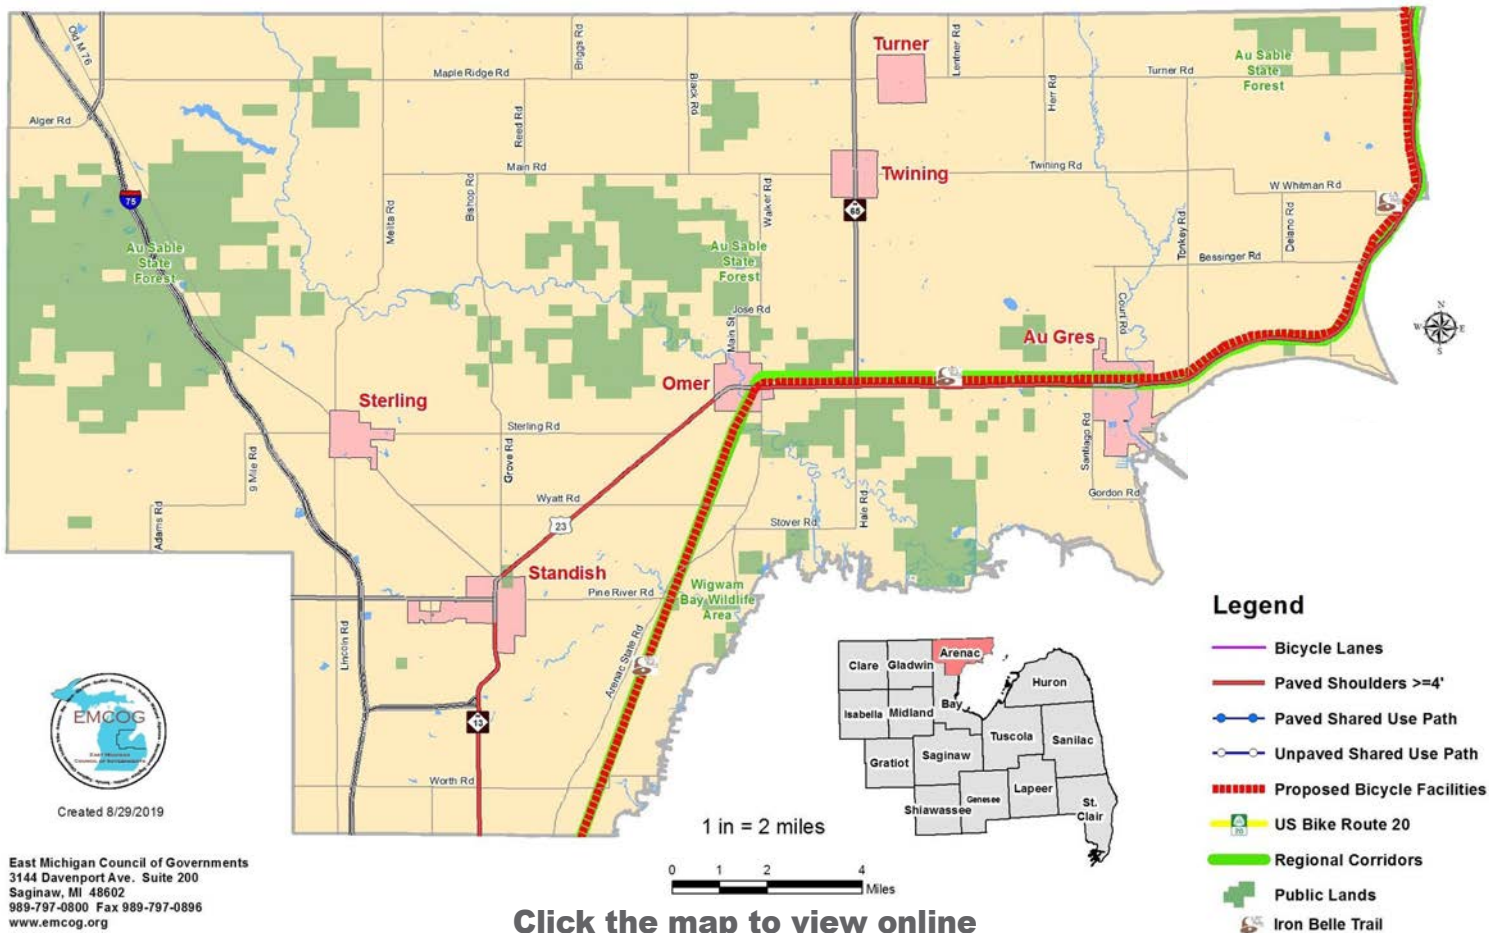 Old M 76
Briggs Rd
Turner
Lentner Rd
Au Sable
State
Forest
Maple Ridge Rd
Black Rd
Herr Rd
Turner Rd
Alger Rd
Reed Rd
Main Rd
Twining
Twining Rd
W Whitman Rd
75
Bishop Rd
Melita Rd
Walker Rd
65
Tonkey Rd
Delano Rd
Au Sable
State
Forest
Au Sable
State
Forest
Bessinger Rd
Jose Rd
Main St
Court Rd
N
W E
S
Au Gres
Omer
Sterling
Sterling Rd
9 Mile Rd
Grove Rd
Santiago Rd
Wyatt Rd
Gordon Rd
Adams Rd
23
Hale Rd
Stover Rd
Standish
Pine River Rd
Wigwam
Bay Wildlife
Area
Lincoln Rd
Arenac State Rd
13
Worth Rd
EMCOG
East Michigan
Council of Governments
Created 8/29/2019
East Michigan Council of Governments
3144 Davenport Ave. Suite 200
Saginaw, MI 48602
989-797-0800 Fax 989-797-0896
www.emcog.org
1 in = 2 miles
0 1 2 4
Miles
Clare
Gladwin
Arenac
Huron
Isabella
Midland
Bay
Tuscola
Sanilac
Gratiot
Saginaw
Shiawassee
Genesee
Lapeer
St.
Clair
Legend
Bicycle Lanes
Paved Shoulders >=4'
Paved Shared Use Path
Unpaved Shared Use Path
Proposed Bicycle Facilities
US Bike Route 20
Regional Corridors
Public Lands
Iron Belle Trail
Click the map to view online